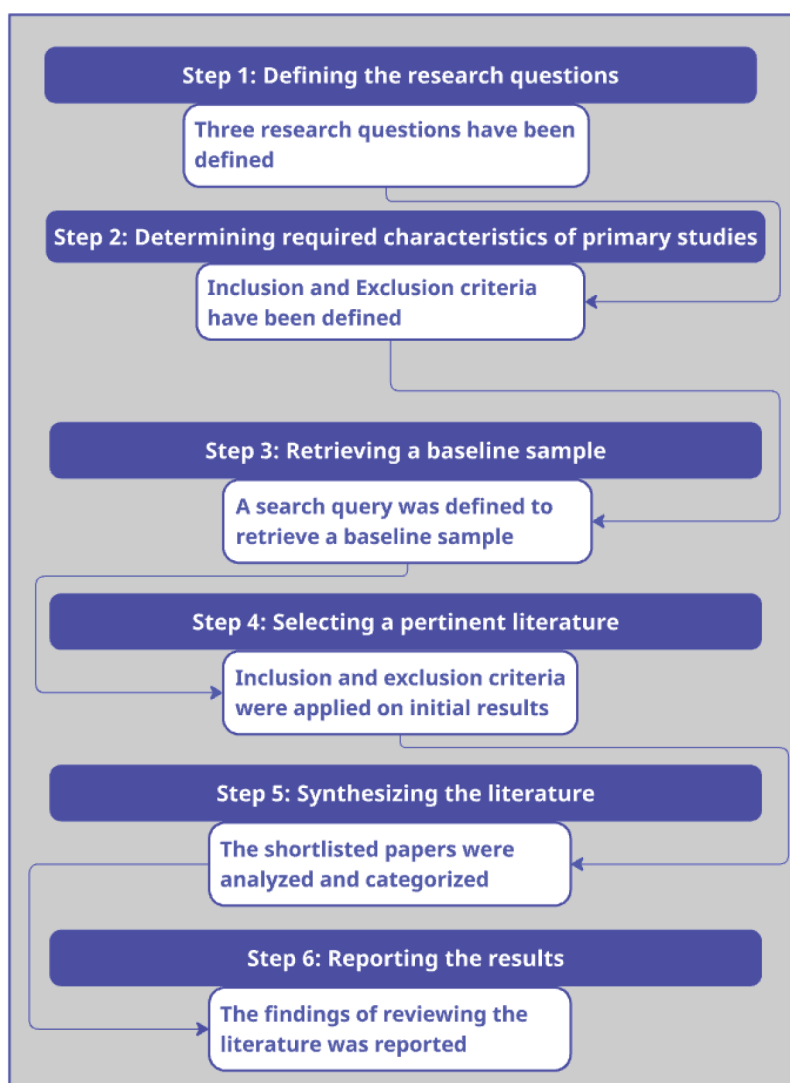 Step 1: Defining the research questions
Three research questions have been
defined
Step 2: Determining required characteristics of primary studies
Inclusion and Exclusion criteria
have been defined
Step 3: Retrieving a baseline sample
A search query was defined to
retrieve a baseline sample
Step 4: Selecting a pertinent literature
Inclusion and exclusion criteria
were applied on initial results
Step 5: Synthesizing the literature
The shortlisted papers were
analyzed and categorized
Step 6: Reporting the results
The findings of reviewing the
literature was reported